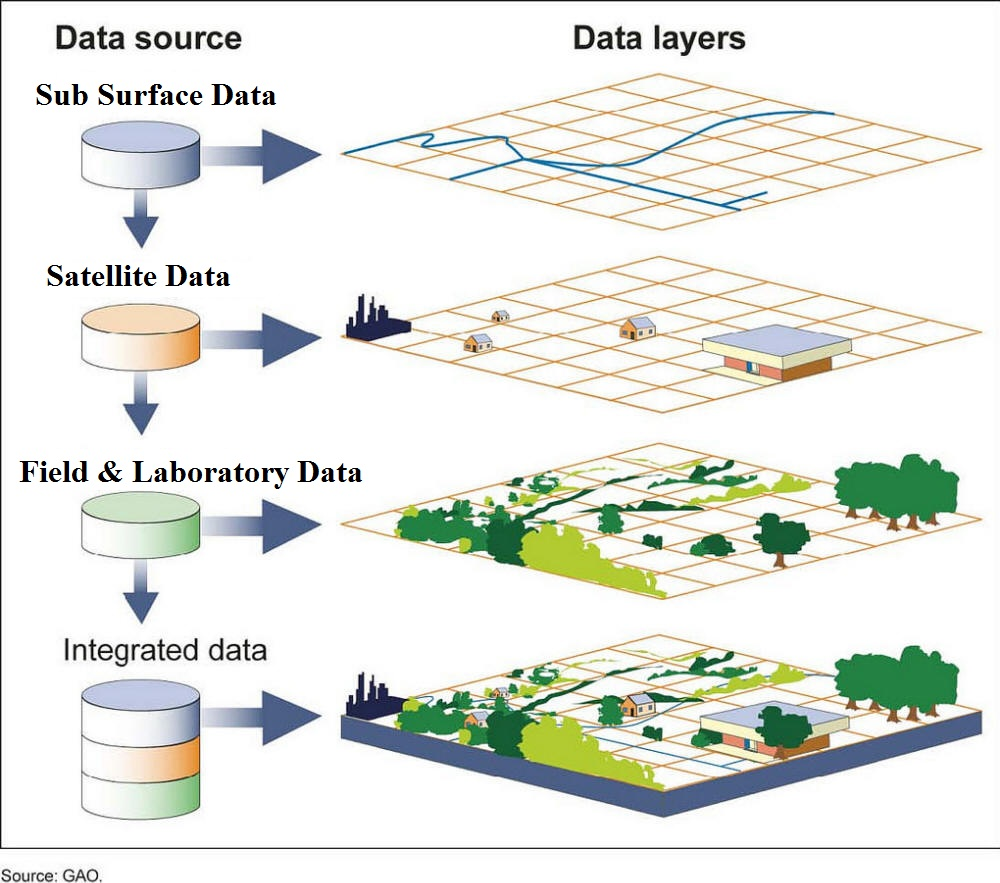 Data source
Data layers
Sub Surface Data
Satellite Data
Field & Laboratory Data
Integrated data
Source: GAO.